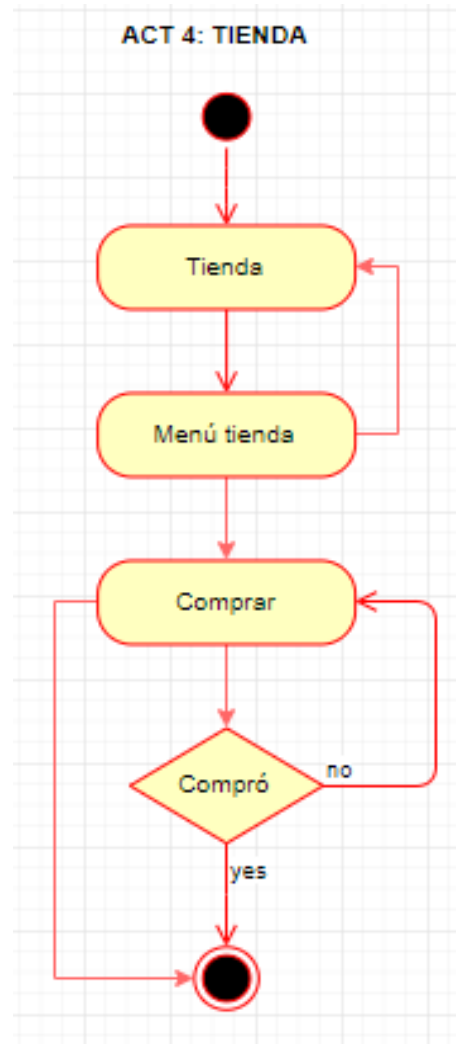 ACT 4: TIENDA
Tienda
Menú tienda
Comprar
Compró
no
yes